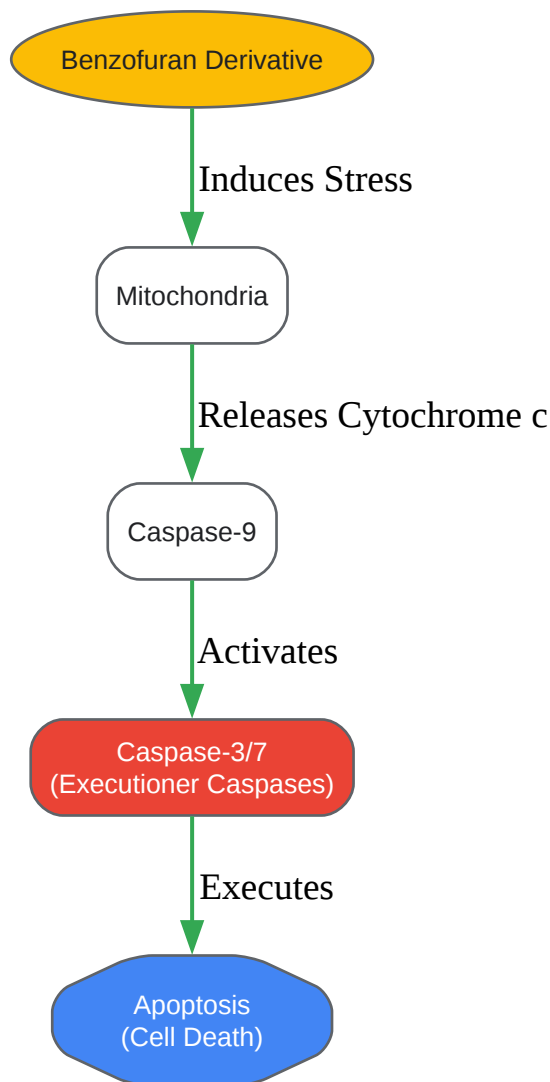 Benzofuran Derivative
Induces Stress
Mitochondria
Releases Cytochrome c
Caspase-9
Activates
Caspase-3/7
(Executioner Caspases)
Executes
Apoptosis
(Cell Death)